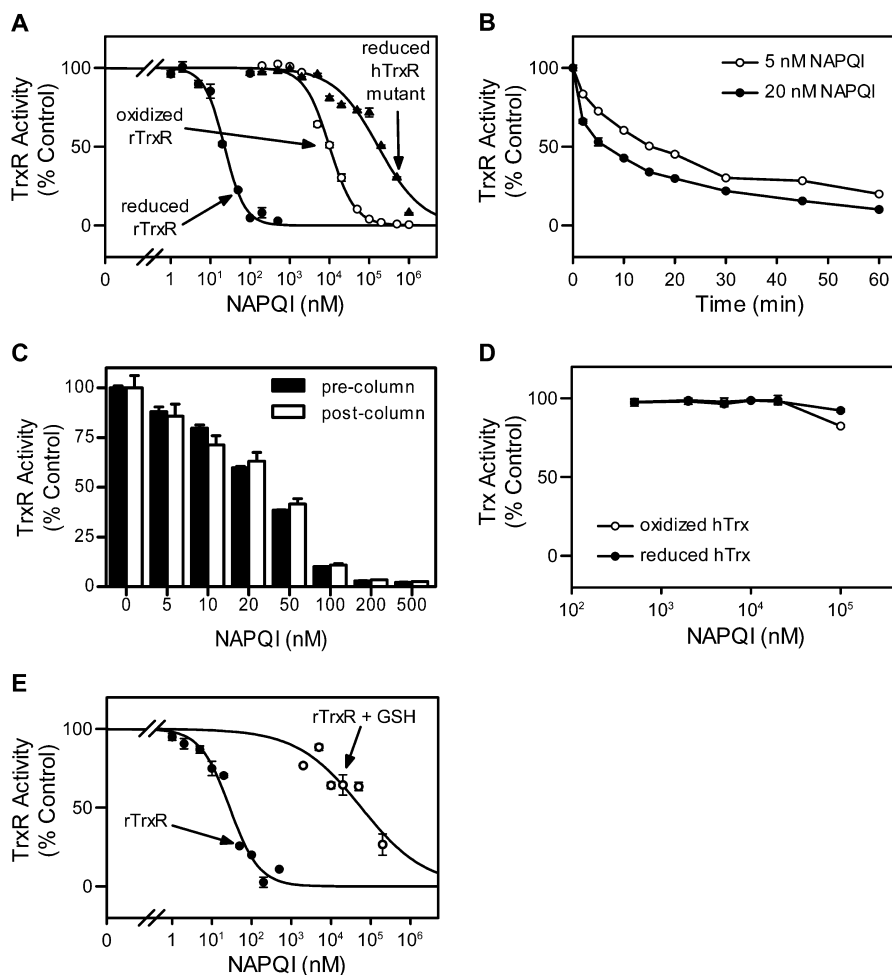 A
TrxR Activity
(% Control)
100
50
0
reduced
hTrxR
mutant
oxidized
rTrxR
reduced
rTrxR
0 1 10¹ 10² 10³ 10⁴ 10⁵ 10⁶
NAPQI (nM)
B
TrxR Activity
(% Control)
100
50
0
5 nM NAPQI
20 nM NAPQI
0 10 20 30 40 50 60
Time (min)
C
TrxR Activity
(% Control)
100
75
50
25
0
pre-column
post-column
0 5 10 20 50 100 200 500
NAPQI (nM)
D
Trx Activity
(% Control)
100
50
0
oxidized hTrx
reduced hTrx
10² 10³ 10⁴ 10⁵
NAPQI (nM)
E
TrxR Activity
(% Control)
100
50
0
rTrxR + GSH
rTrxR
0 1 10¹ 10² 10³ 10⁴ 10⁵ 10⁶
NAPQI (nM)